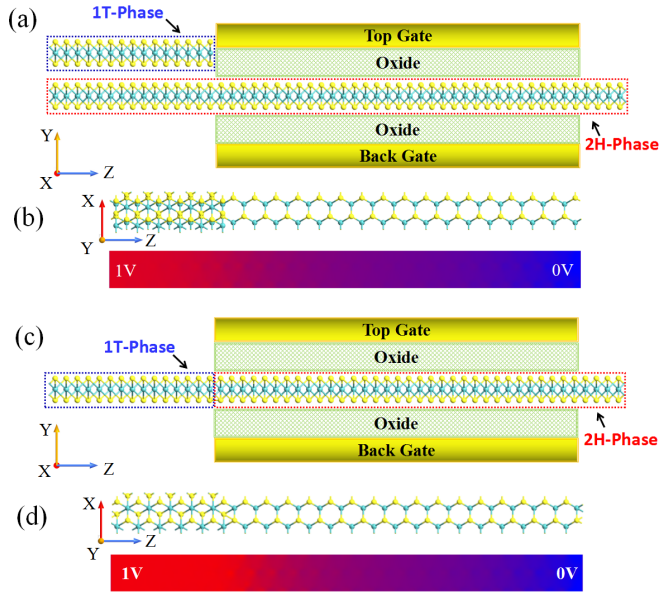 (a)
1T-Phase
Top Gate
Oxide
Oxide
Back Gate
2H-Phase
Y
X
Z
(b)
X
Y
Z
1V
0V
(c)
1T-Phase
Top Gate
Oxide
Oxide
Back Gate
2H-Phase
Y
X
Z
(d)
X
Y
Z
1V
0V